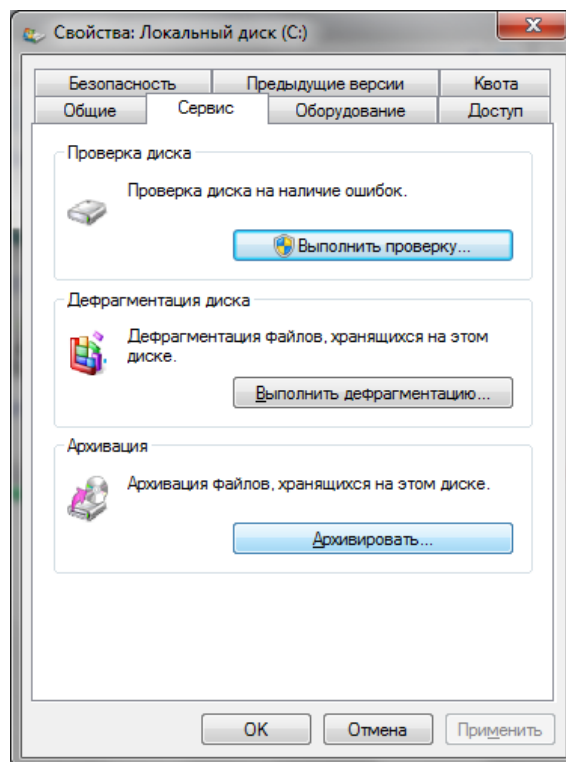 Свойства: Локальный диск (C:)
Безопасность
Предыдущие версии
Квота
Общие
Сервис
Оборудование
Доступ
Проверка диска
Проверка диска на наличие ошибок.
Выполнить проверку...
Дефрагментация диска
Дефрагментация файлов, хранящихся на этом
диске.
Выполнить дефрагментацию...
Архивация
Архивация файлов, хранящихся на этом диске.
Архивировать...
ОК
Отмена
Применить